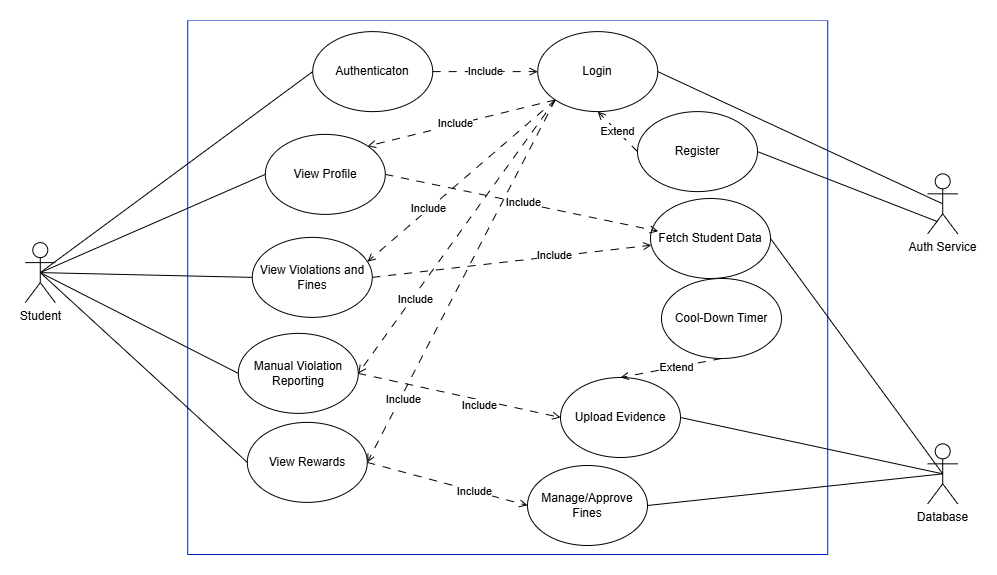 Authenticaton
Include
Login
Include
Extend
Register
View Profile
Include
Include
Fetch Student Data
Auth Service
View Violations and
Fines
Include
Student
Include
Cool-Down Timer
Manual Violation
Reporting
Extend
Include
Include
Upload Evidence
View Rewards
Include
Manage/Approve
Fines
Database